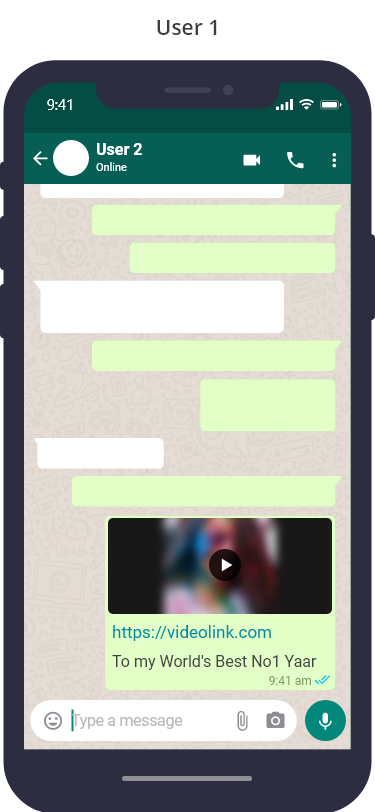 User 1
9:41
User 2
Online
https://videolink.com
To my World's Best No1 Yaar
9:41 am
Type a message